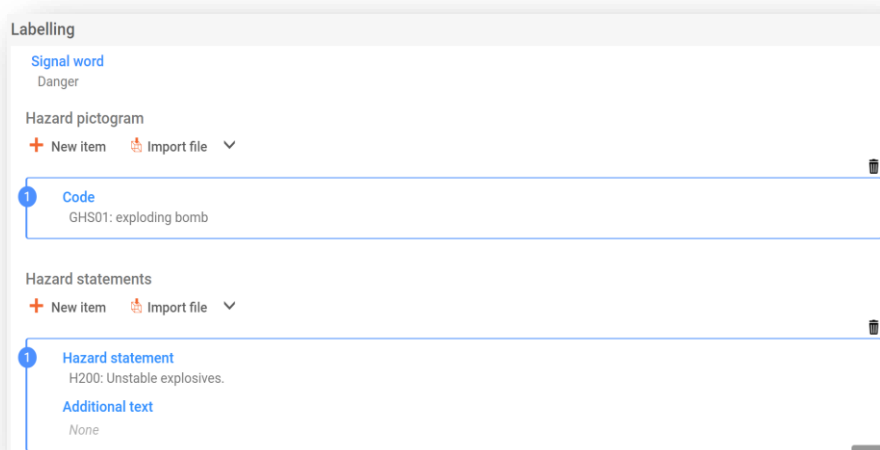 Labelling
Signal word
Danger
Hazard pictogram
New item Import file
1
Code
GHS01: exploding bomb
Hazard statements
New item Import file
1
Hazard statement
H200: Unstable explosives.
Additional text
None